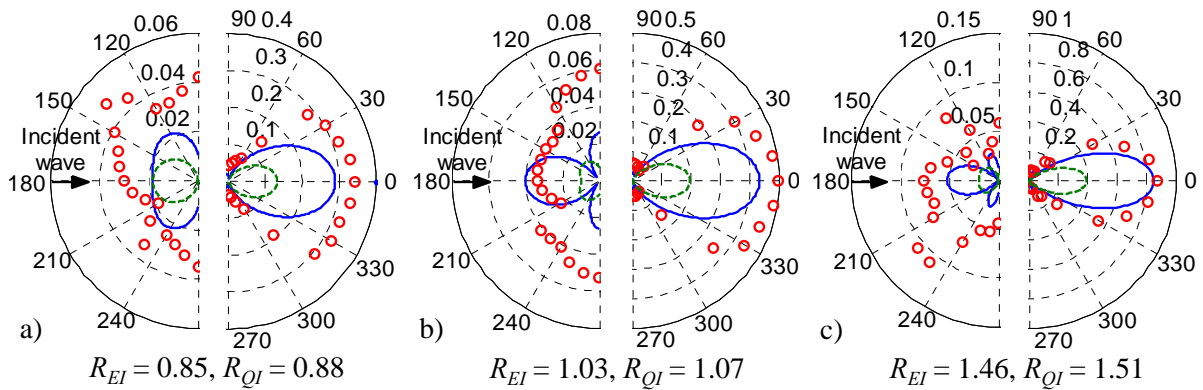 0.06 90 0.4 0.08 90 0.5 0.15 90 1
120 60 120 0.4 60 120 0.8 60
0.3 0.06 0.3 0.1 0.6
0.04 0.2 0.04 0.2 0.4
150 30 150 30 150 0.05 30
0.02 0.1 0.02 0.1 0.2
Incident Incident Incident
wave wave wave
180 0 180 0 180 0
210 330 210 330 210 330
240 300 240 300 240 300
270 270 270
a) b) c)
R_EI = 0.85, R_QI = 0.88 R_EI = 1.03, R_QI = 1.07 R_EI = 1.46, R_QI = 1.51